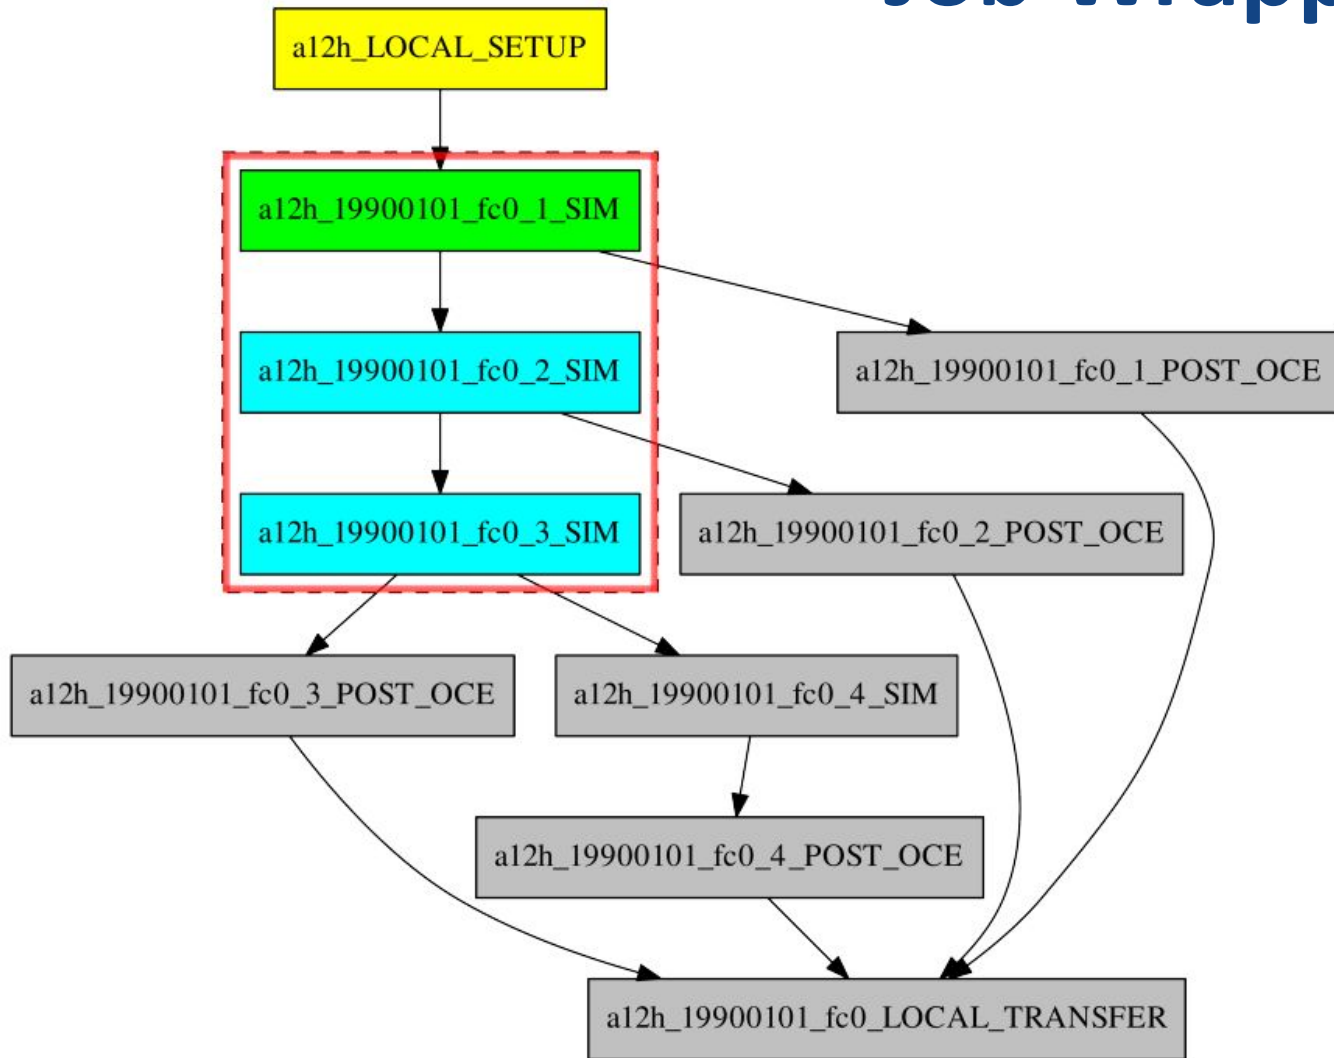 a12h_LOCAL_SETUP
a12h_19900101_fc0_1_SIM
a12h_19900101_fc0_2_SIM
a12h_19900101_fc0_1_POST_OCE
a12h_19900101_fc0_3_SIM
a12h_19900101_fc0_2_POST_OCE
a12h_19900101_fc0_3_POST_OCE
a12h_19900101_fc0_4_SIM
a12h_19900101_fc0_4_POST_OCE
a12h_19900101_fc0_LOCAL_TRANSFER